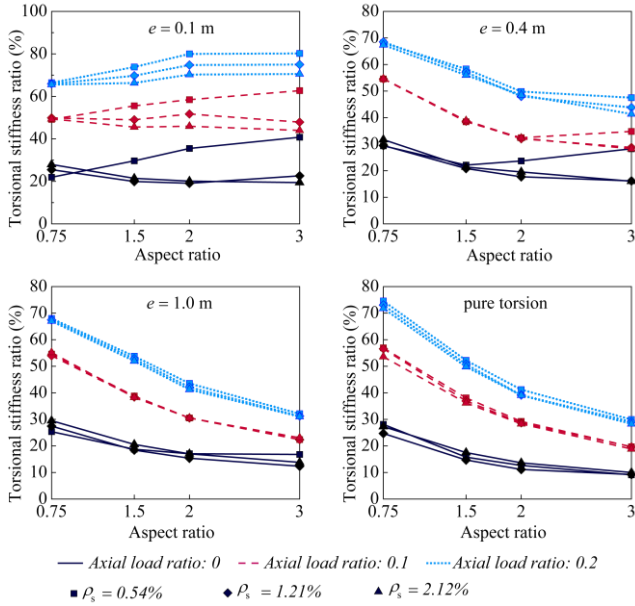 e = 0.1 m
Torsional stiffness ratio (%)
100
80
60
40
20
0
0.75 1.5 2 3
Aspect ratio
e = 0.4 m
Torsional stiffness ratio (%)
80
70
60
50
40
30
20
10
0
0.75 1.5 2 3
Aspect ratio
e = 1.0 m
Torsional stiffness ratio (%)
80
70
60
50
40
30
20
10
0
0.75 1.5 2 3
Aspect ratio
pure torsion
Torsional stiffness ratio (%)
80
70
60
50
40
30
20
10
0
0.75 1.5 2 3
Aspect ratio
Axial load ratio: 0 Axial load ratio: 0.1 Axial load ratio: 0.2
ρs = 0.54% ρs = 1.21% ρs = 2.12%